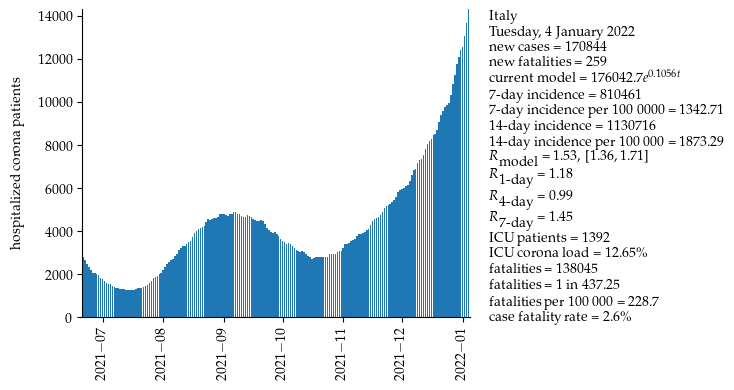 14000
12000
10000
8000
6000
4000
2000
0
hospitalized corona patients
2021−07
2021−08
2021−09
2021−10
2021−11
2021−12
2022−01
Italy
Tuesday, 4 January 2022
new cases = 170844
new fatalities = 259
current model = 176042.7e^0.1056t
7-day incidence = 810461
7-day incidence per 100 0000 = 1342.71
14-day incidence = 1130716
14-day incidence per 100 000 = 1873.29
R model = 1.53, [1.36, 1.71]
R 1-day = 1.18
R 4-day = 0.99
R 7-day = 1.45
ICU patients = 1392
ICU corona load = 12.65%
fatalities = 138045
fatalities = 1 in 437.25
fatalities per 100 000 = 228.7
case fatality rate = 2.6%